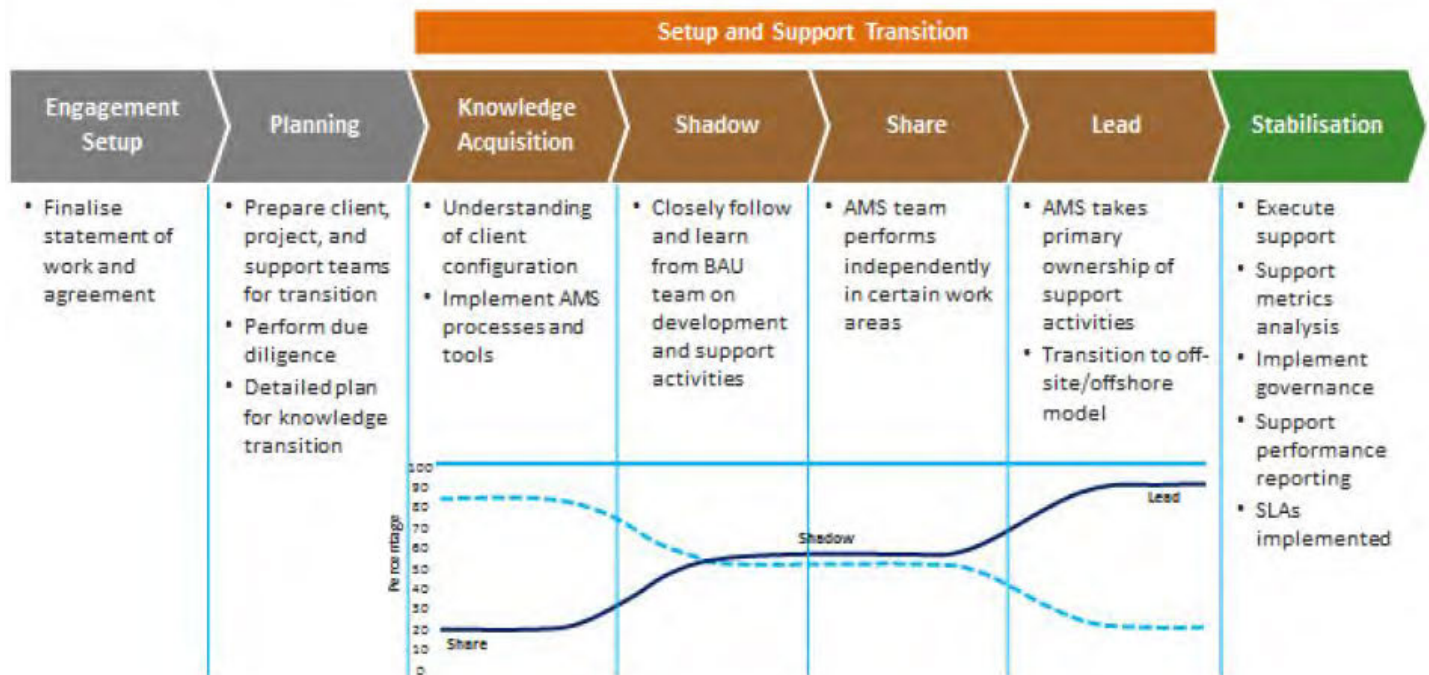 Setup and Support Transition
Engagement
Setup
Planning
Knowledge
Acquisition
Shadow
Share
Lead
Stabilisation
• Finalise
statement of
work and
agreement
• Prepare client,
project, and
support teams
for transition
• Perform due
diligence
• Detailed plan
for knowledge
transition
• Understanding
of client
configuration
• Implement AMS
processes and
tools
• Closely follow
and learn
from BAU
team on
development
and support
activities
• AMS team
performs
independently
in certain work
areas
• AMS takes
primary
ownership of
support
activities
• Transition to off-
site/offshore
model
• Execute
support
• Support
metrics
analysis
• Implement
governance
• Support
performance
reporting
• SLAs
implemented
Percentage
100
90
80
70
60
50
40
30
20
10
0
Share
Shadow
Lead